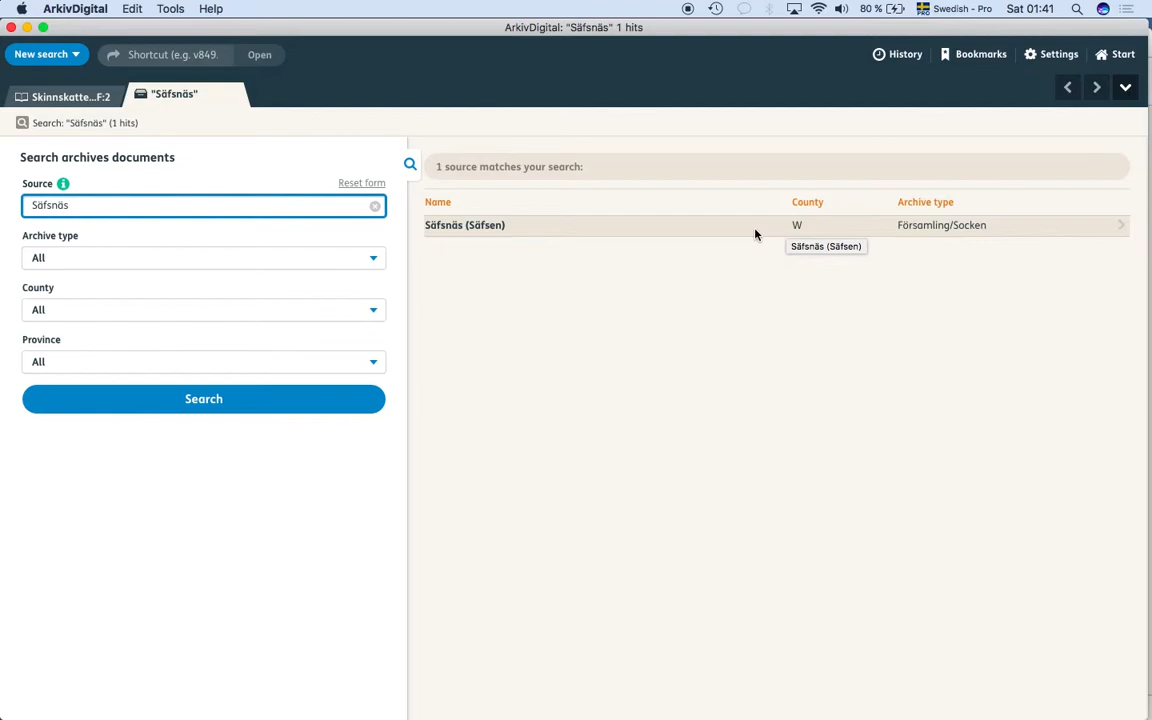 ArkivDigital Edit Tools Help 80 % Swedish - Pro Sat 01:41
ArkivDigital: "Säfsnäs" 1 hits
New search Shortcut (e.g. v849. Open History Bookmarks Settings Start
Skinnskatte...F:2 "Säfsnäs"
Search: "Säfsnäs" (1 hits)
Search archives documents
Source Reset form
Säfsnäs
Archive type
All
County
All
Province
All
Search
1 source matches your search:
Name County Archive type
Säfsnäs (Säfsen) W Församling/Socken
Säfsnäs (Säfsen)